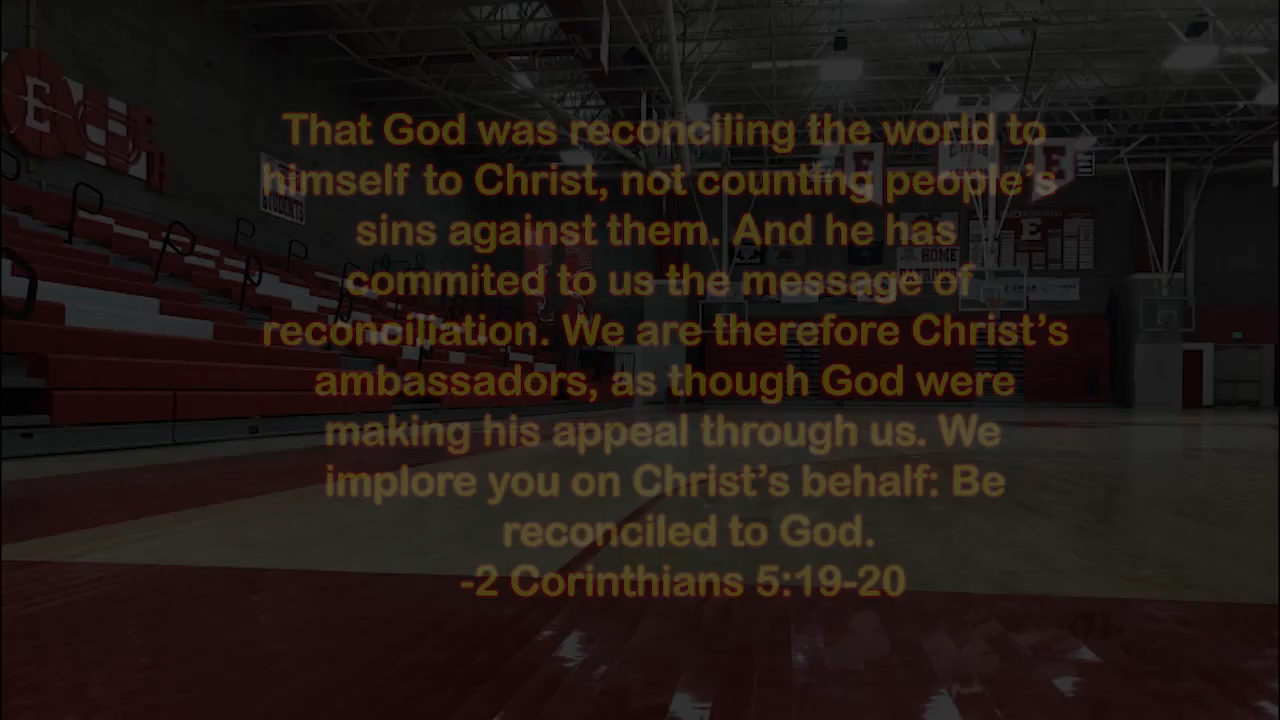 That God was reconciling the world to
himself to Christ, not counting people's
sins against them. And he has
commited to us the message of
reconciliation. We are therefore Christ's
ambassadors, as though God were
making his appeal through us. We
implore you on Christ's behalf: Be
reconciled to God.
-2 Corinthians 5:19-20
E
E
E
STUDENTS
E
HOME